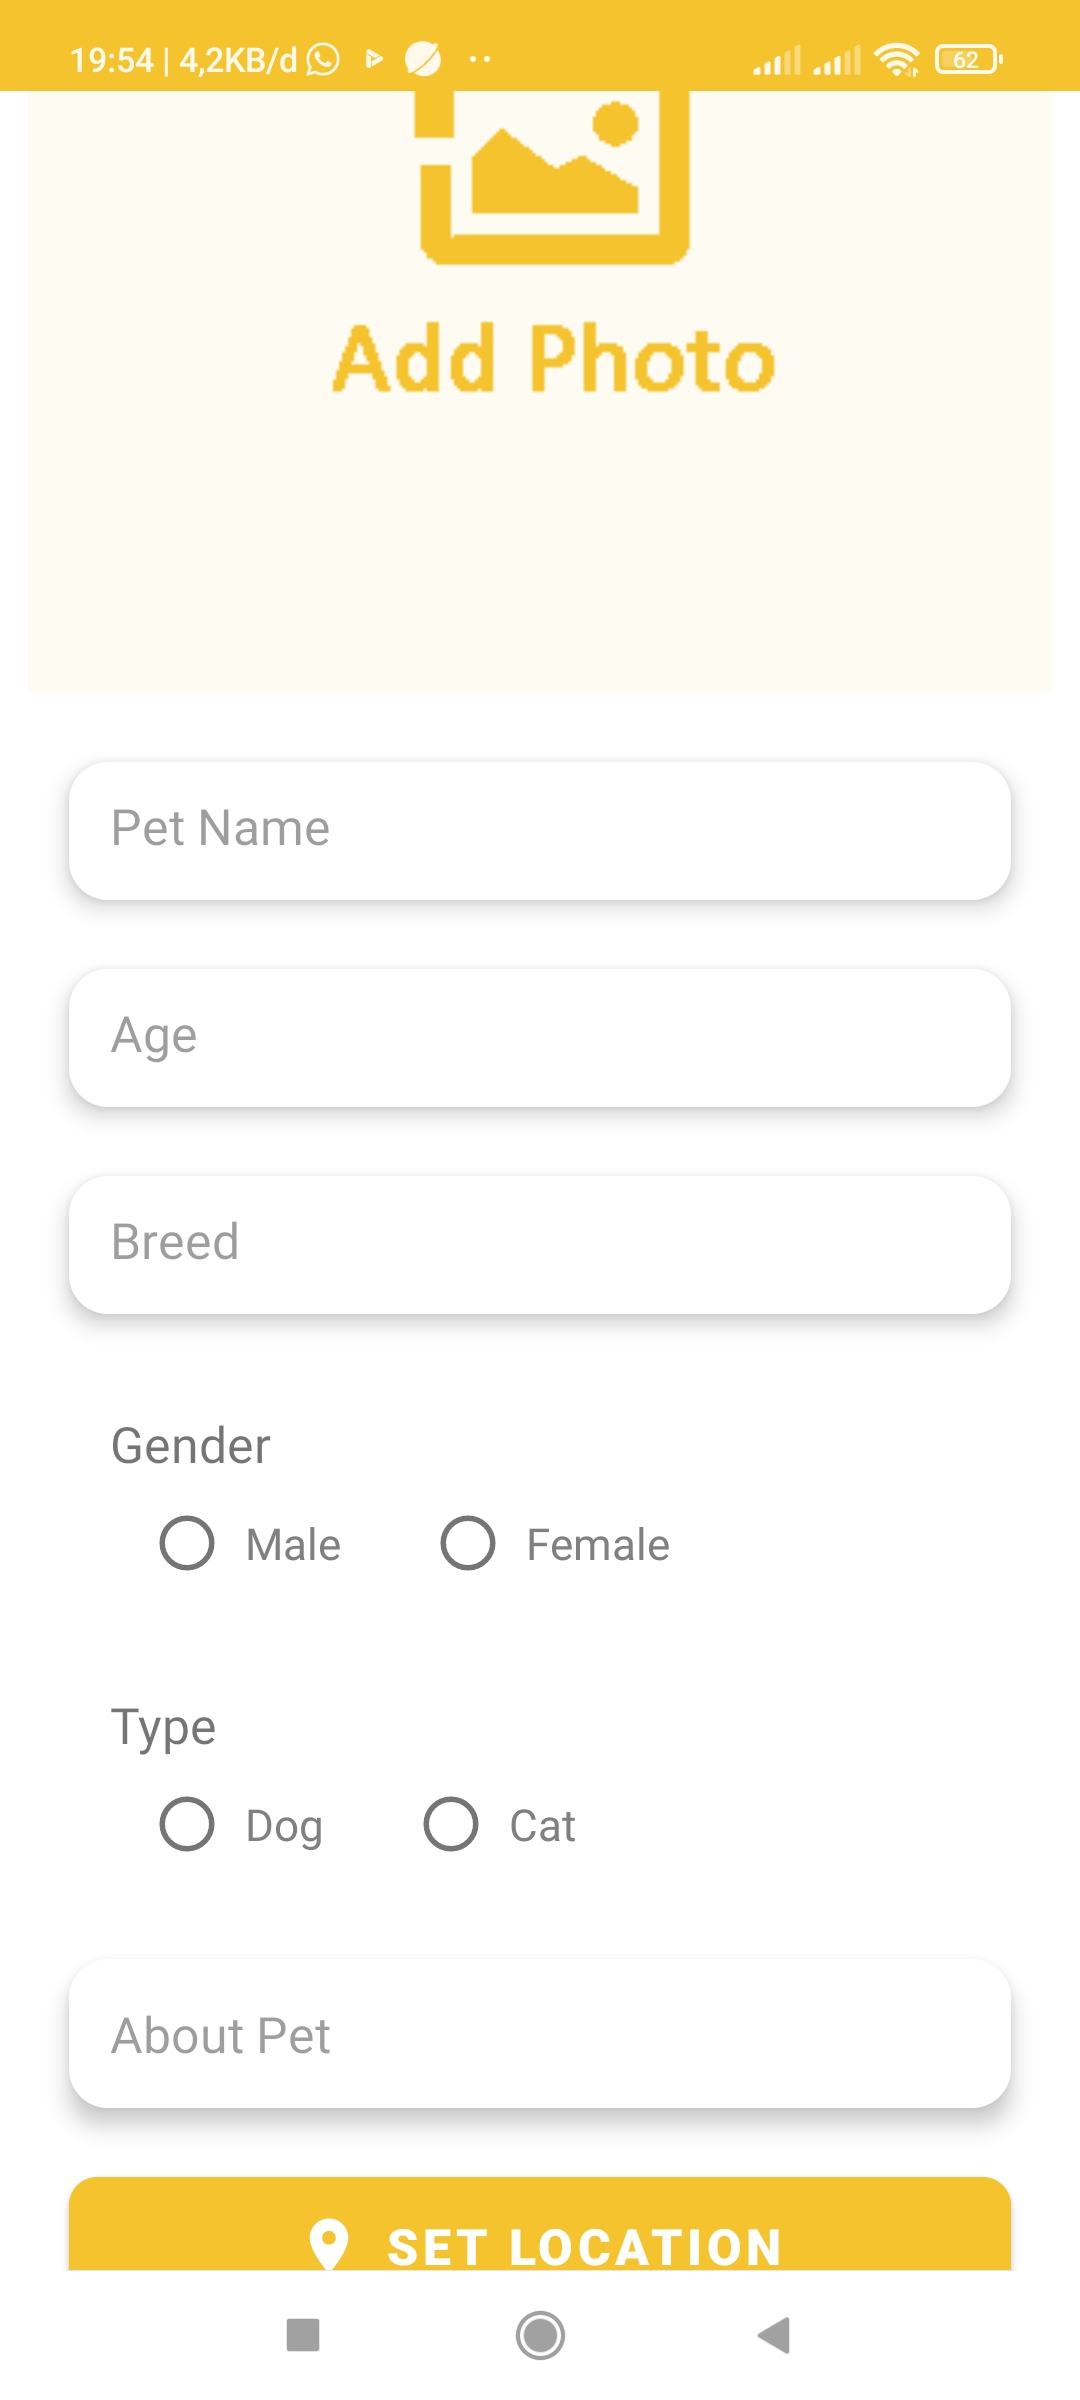 19:54 | 4,2KB/d
62
Add Photo
Pet Name
Age
Breed
Gender
Male Female
Type
Dog Cat
About Pet
SET LOCATION